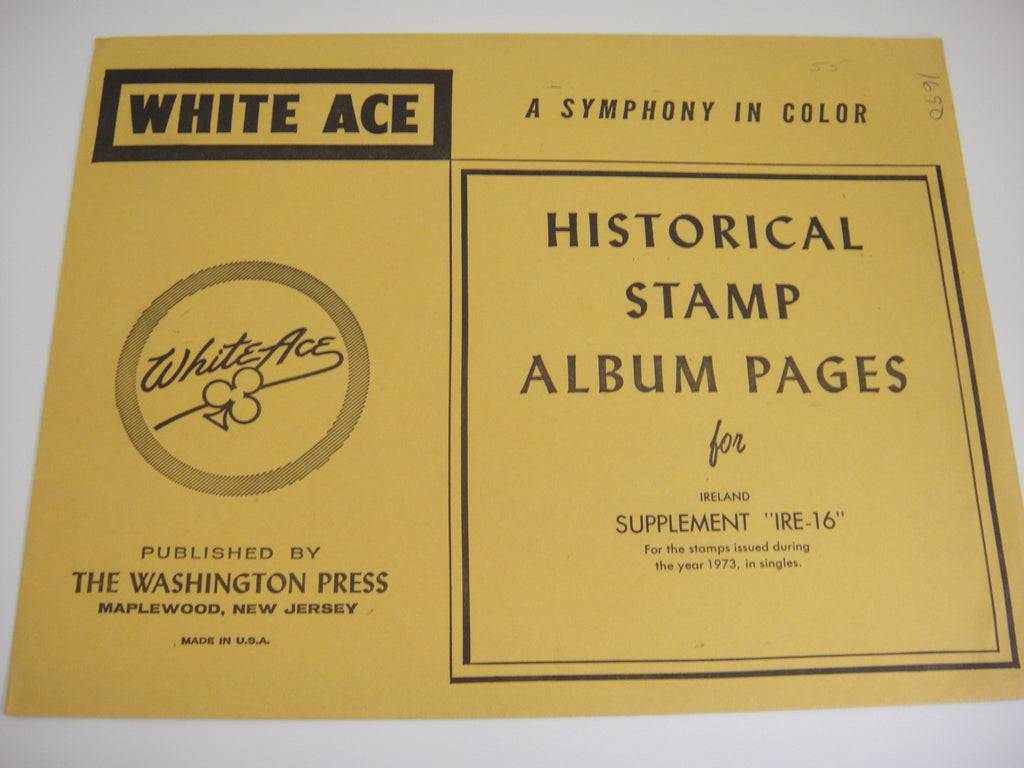 WHITE ACE
A SYMPHONY IN COLOR
55
White Ace
PUBLISHED BY
THE WASHINGTON PRESS
MAPLEWOOD, NEW JERSEY
MADE IN U.S.A.
HISTORICAL
STAMP
ALBUM PAGES
for
IRELAND
SUPPLEMENT "IRE-16"
For the stamps issued during
the year 1973, in singles.